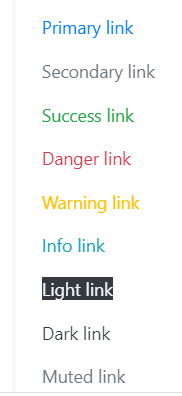 Primary link
Secondary link
Success link
Danger link
Warning link
Info link
Light link
Dark link
Muted link